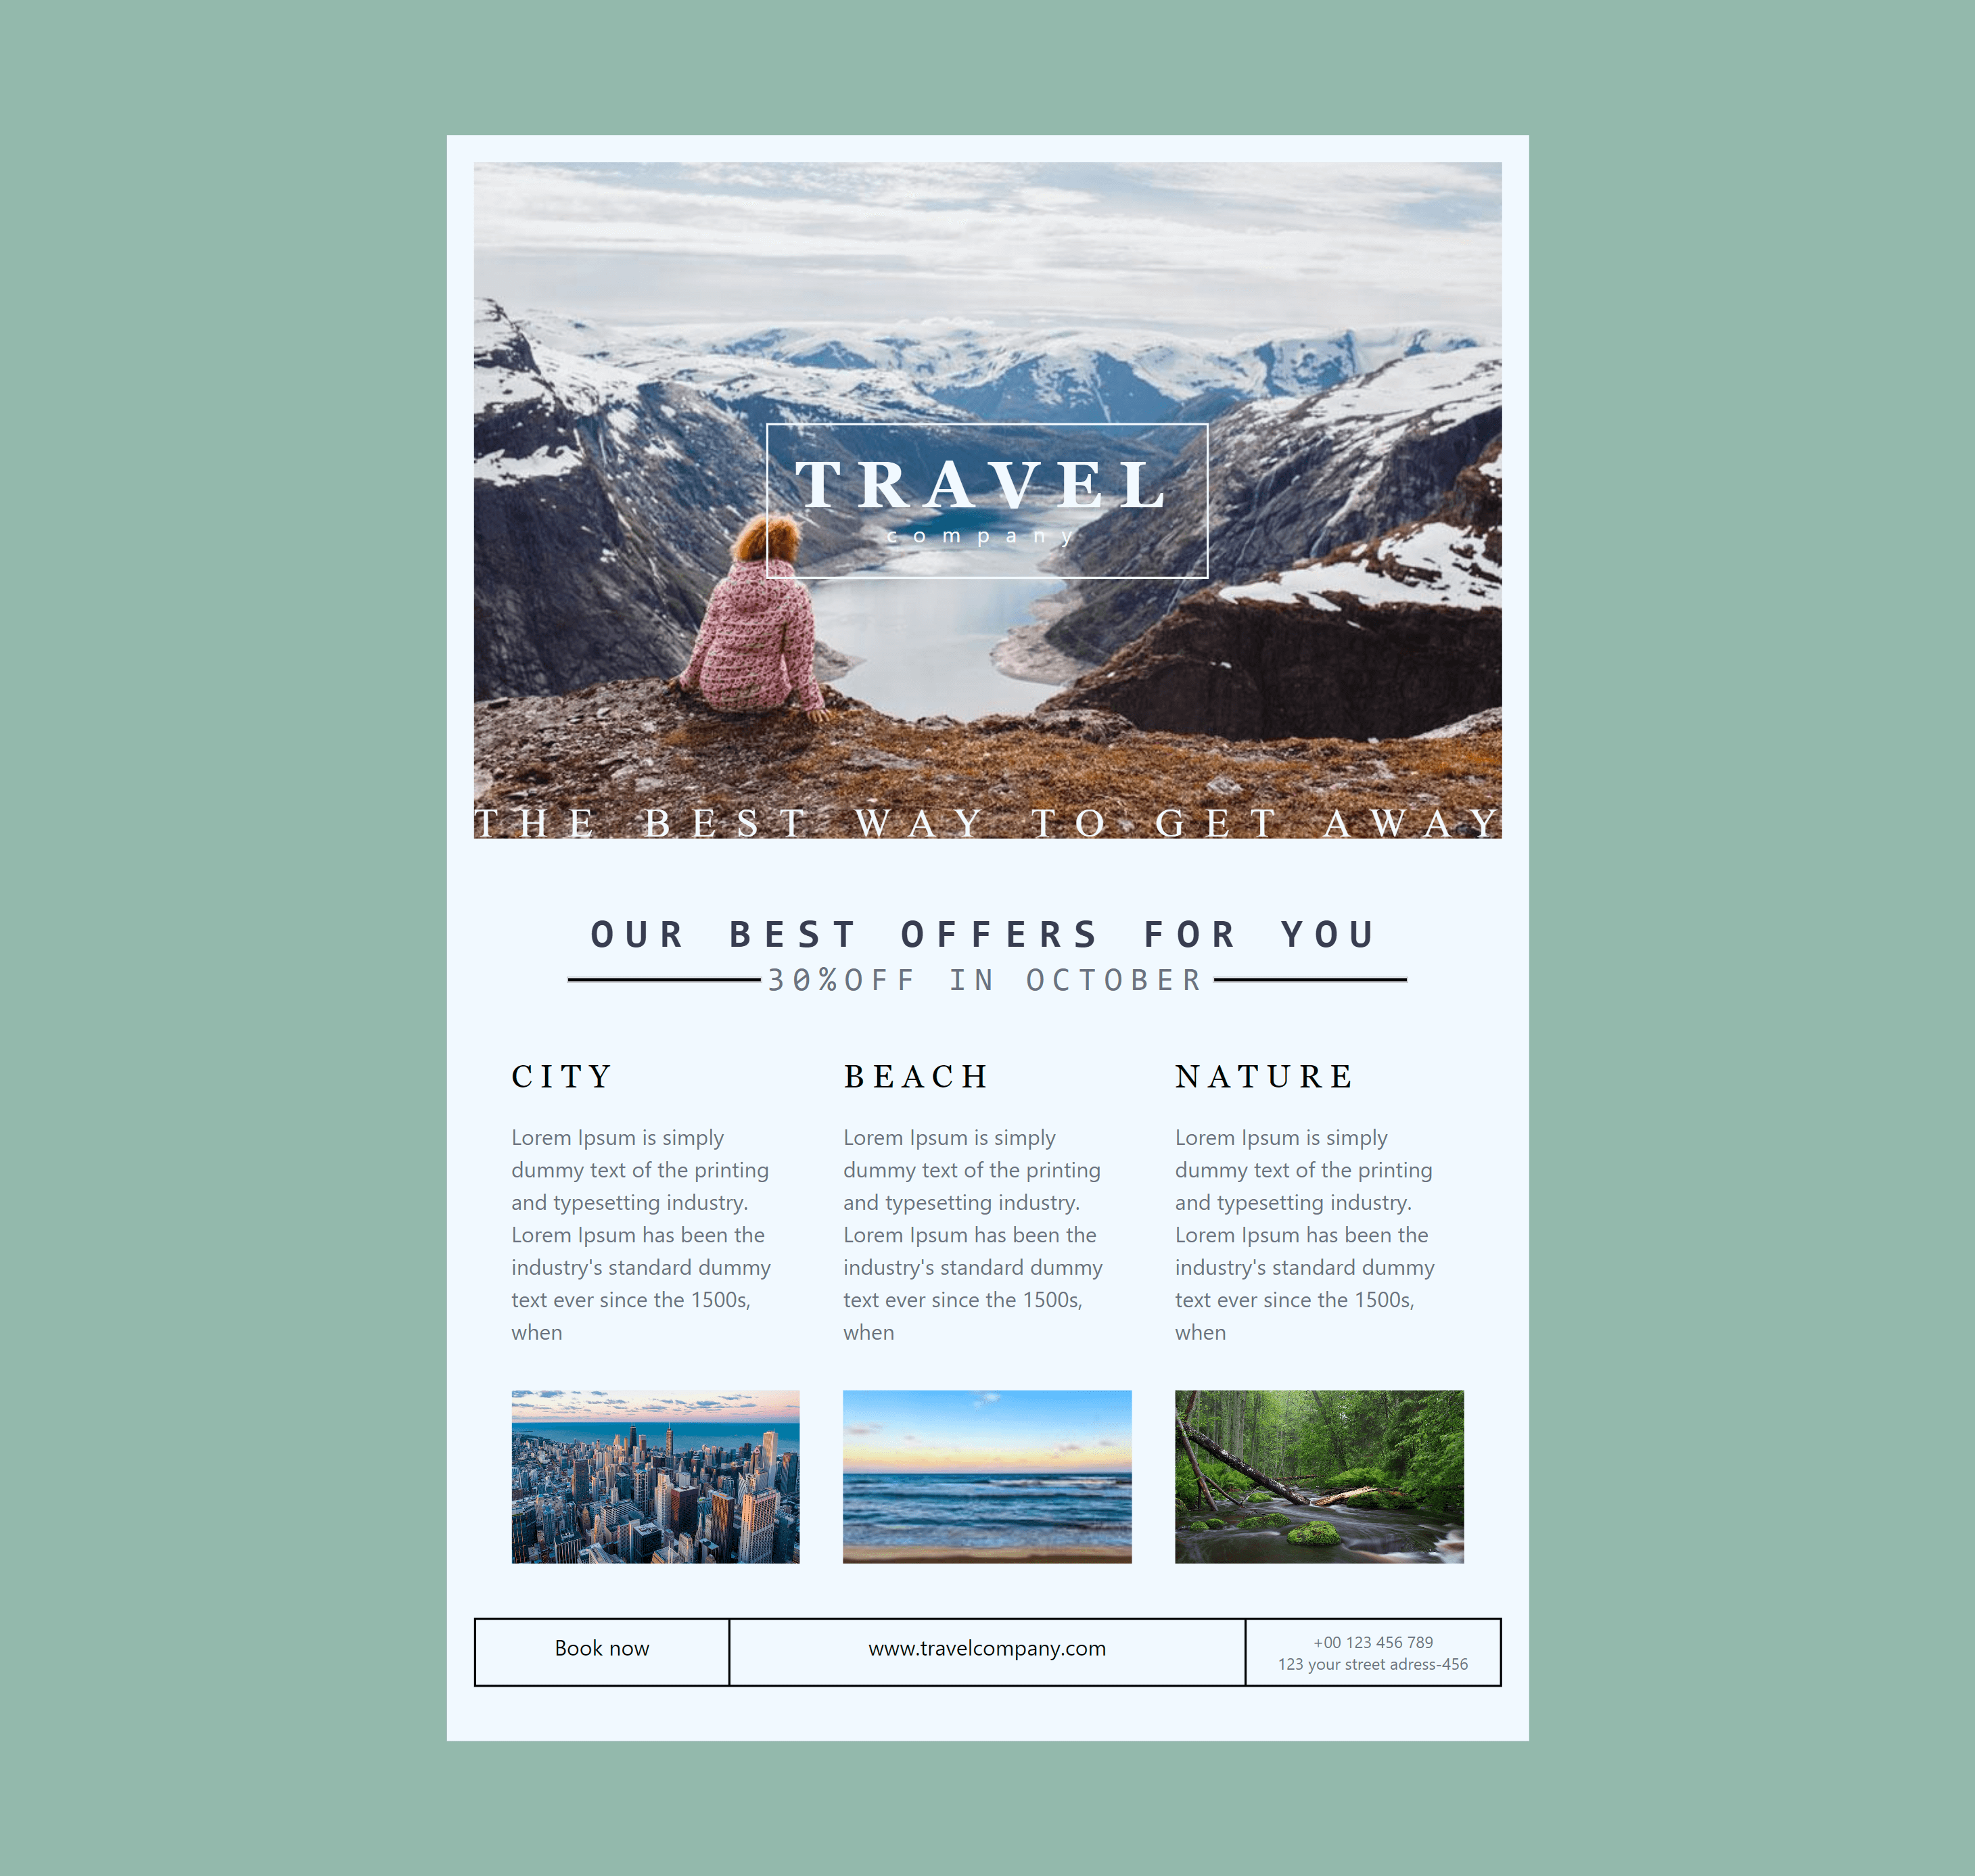 TRAVEL
company
THE BEST WAY TO GET AWAY
OUR BEST OFFERS FOR YOU
30%OFF IN OCTOBER
CITY
Lorem Ipsum is simply
dummy text of the printing
and typesetting industry.
Lorem Ipsum has been the
industry's standard dummy
text ever since the 1500s,
when
BEACH
Lorem Ipsum is simply
dummy text of the printing
and typesetting industry.
Lorem Ipsum has been the
industry's standard dummy
text ever since the 1500s,
when
NATURE
Lorem Ipsum is simply
dummy text of the printing
and typesetting industry.
Lorem Ipsum has been the
industry's standard dummy
text ever since the 1500s,
when
Book now
www.travelcompany.com
+00 123 456 789
123 your street adress-456